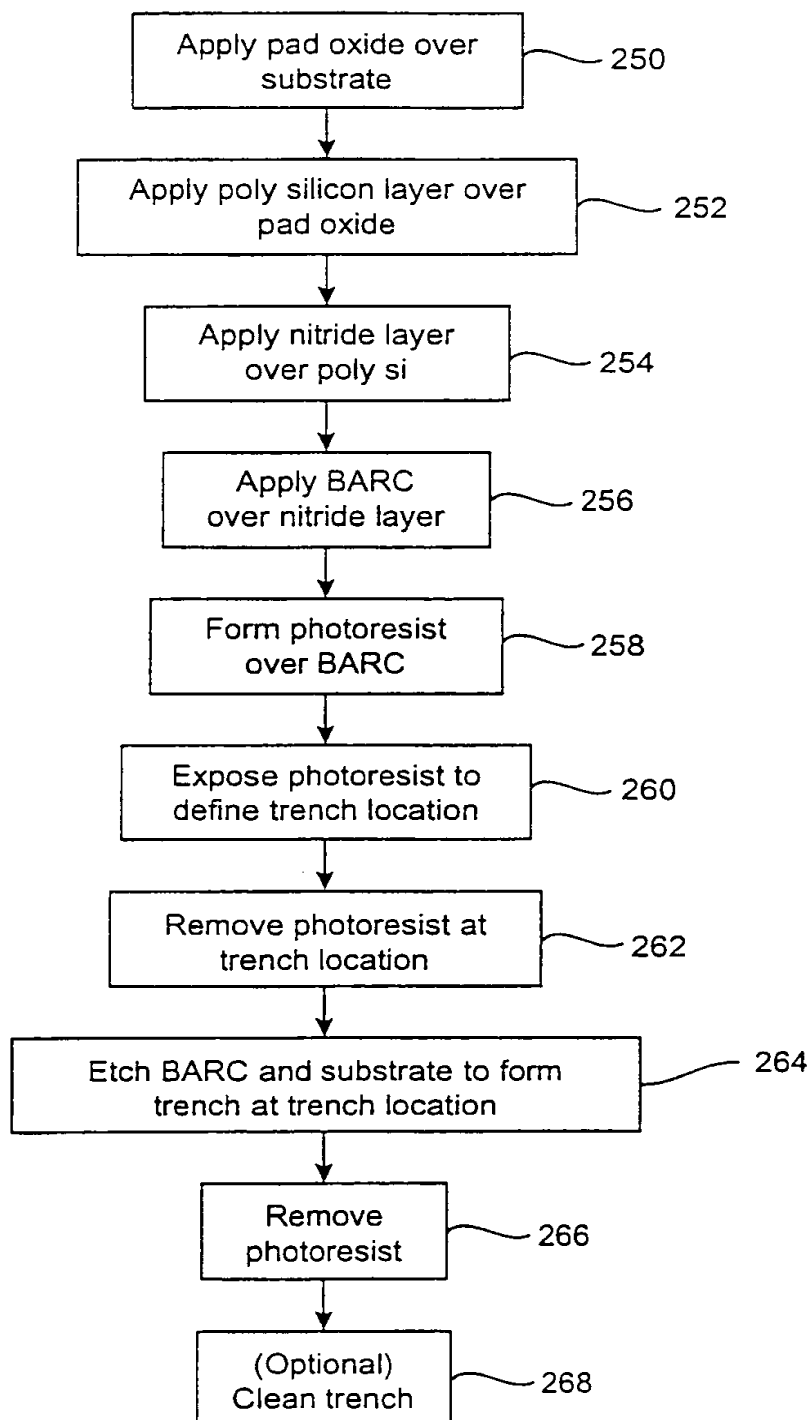 Apply pad oxide over
substrate
250
Apply poly silicon layer over
pad oxide
252
Apply nitride layer
over poly si
254
Apply BARC
over nitride layer
256
Form photoresist
over BARC
258
Expose photoresist to
define trench location
260
Remove photoresist at
trench location
262
Etch BARC and substrate to form
trench at trench location
264
Remove
photoresist
266
(Optional)
Clean trench
268